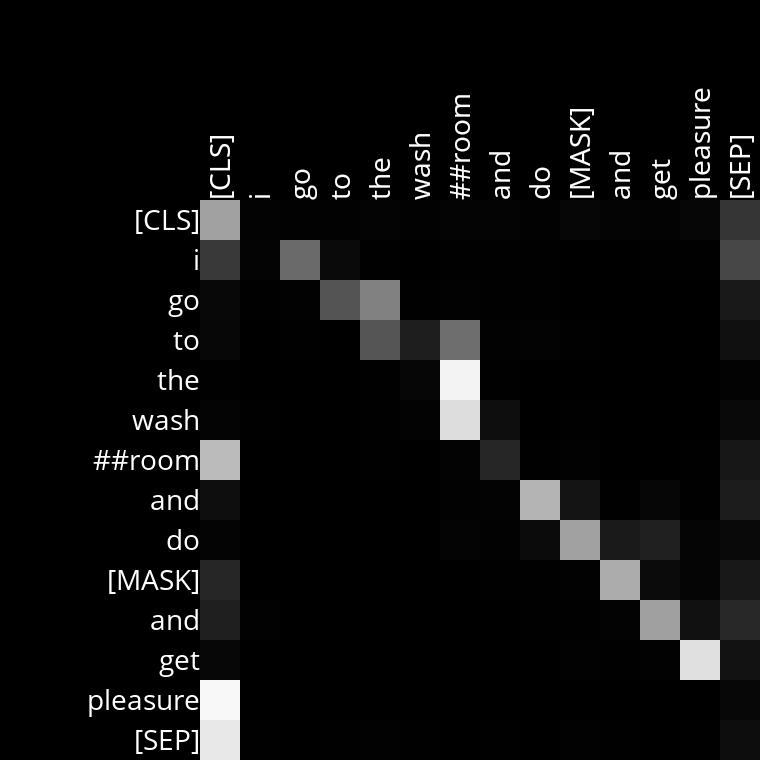 [CLS] i go to the wash ##room and do [MASK] and get pleasure [SEP]
[CLS]
i
go
to
the
wash
##room
and
do
[MASK]
and
get
pleasure
[SEP]